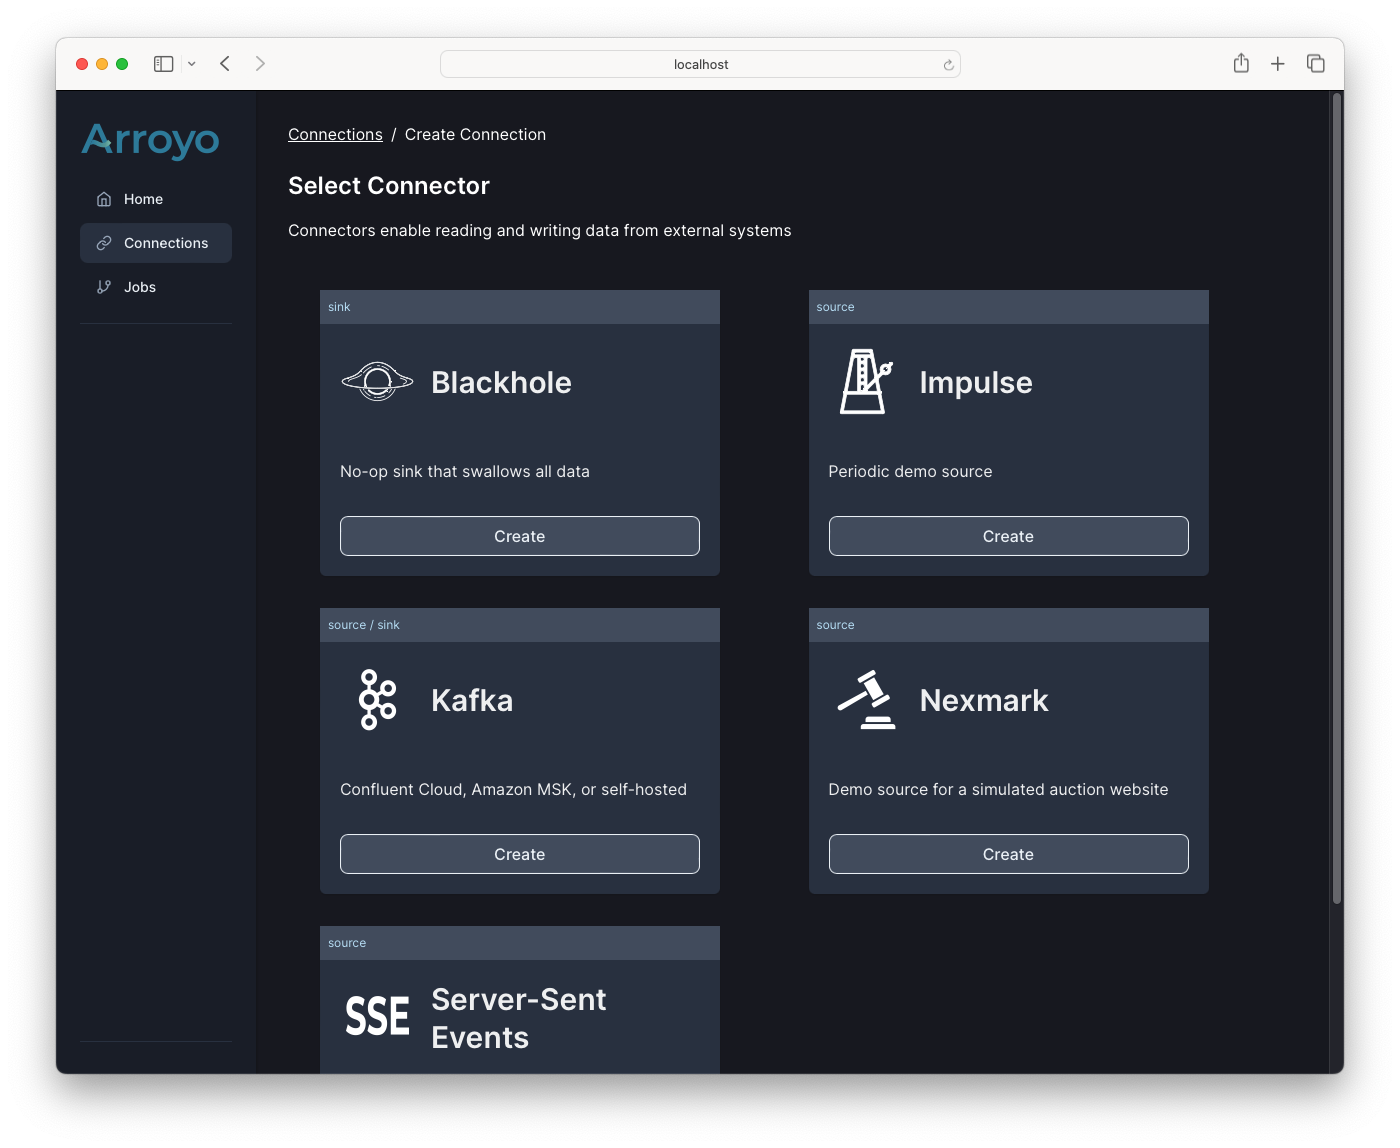 localhost
Arroyo
Home
Connections
Jobs
Connections / Create Connection
Select Connector
Connectors enable reading and writing data from external systems
sink
Blackhole
No-op sink that swallows all data
Create
source
Impulse
Periodic demo source
Create
source / sink
Kafka
Confluent Cloud, Amazon MSK, or self-hosted
Create
source
Nexmark
Demo source for a simulated auction website
Create
source
SSE
Server-Sent
Events